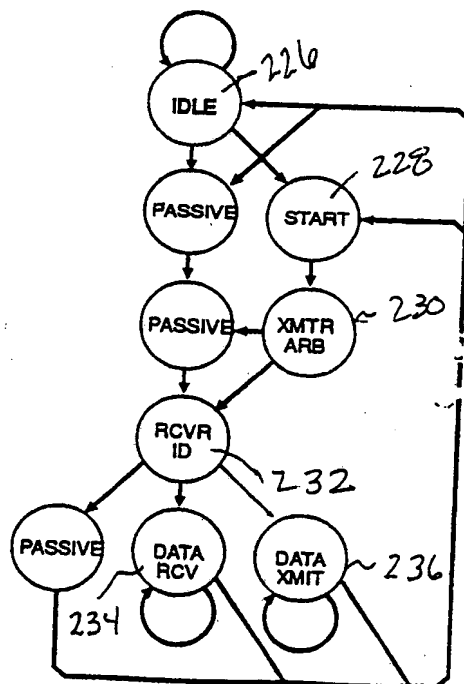 226
IDLE
228
PASSIVE
START
PASSIVE
XMTR
ARB
230
RCVR
ID
232
PASSIVE
DATA
RCV
DATA
XMIT
236
234